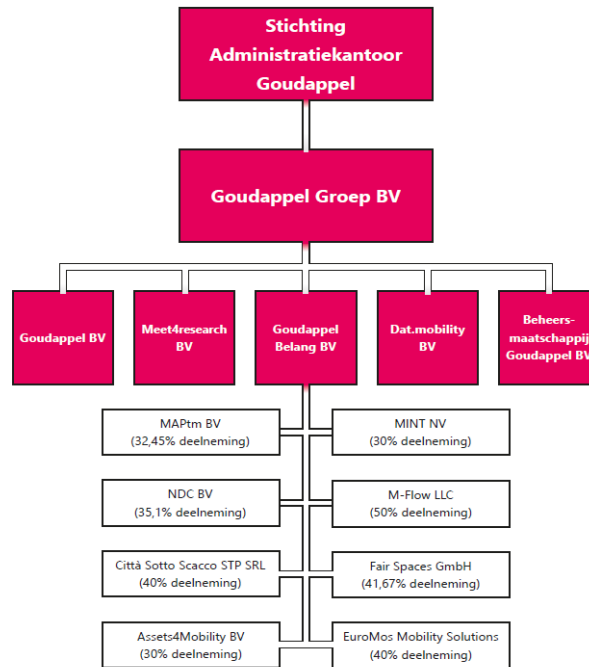 Stichting
Administratiekantoor
Goudappel
Goudappel Groep BV
Goudappel BV
Meet4research
BV
Goudappel
Belang BV
Dat.mobility
BV
Beheers-
maatschappij
Goudappel BV
MAPtm BV
(32,45% deelneming)
MINT NV
(30% deelneming)
NDC BV
(35,1% deelneming)
M-Flow LLC
(50% deelneming)
Città Sotto Scacco STP SRL
(40% deelneming)
Fair Spaces GmbH
(41,67% deelneming)
Assets4Mobility BV
(30% deelneming)
EuroMos Mobility Solutions
(40% deelneming)